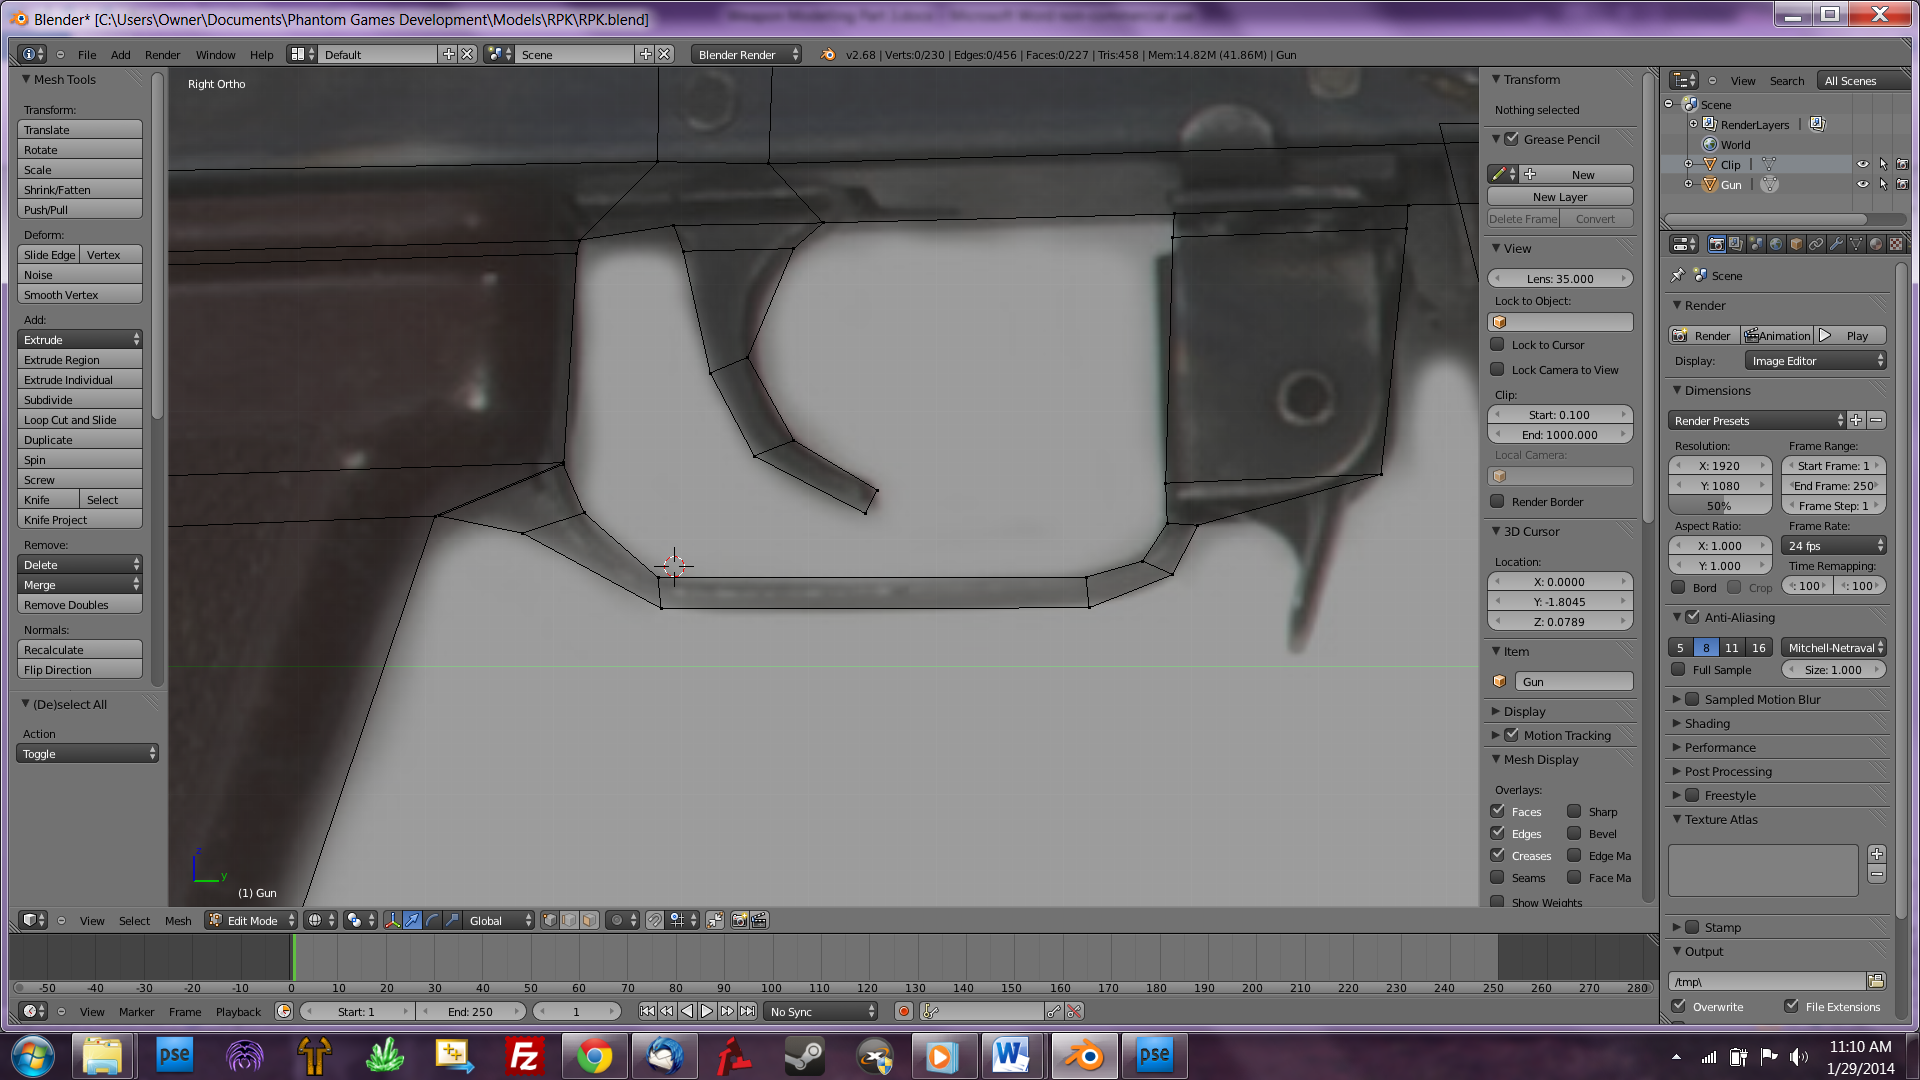 Blender* [C:\Users\Owner\Documents\Phantom Games Development\Models\RPK\RPK.blend]
File Add Render Window Help Default Scene Blender Render v2.68 | Verts:0/230 | Edges:0/456 | Faces:0/227 | Tris:458 | Mem:14.82M (41.86M) | Gun
Mesh Tools
Transform:
Translate
Rotate
Scale
Shrink/Fatten
Push/Pull
Deform:
Slide Edge Vertex
Noise
Smooth Vertex
Add:
Extrude
Extrude Region
Extrude Individual
Subdivide
Loop Cut and Slide
Duplicate
Spin
Screw
Knife Select
Knife Project
Remove:
Delete
Merge
Remove Doubles
Normals:
Recalculate
Flip Direction
(De)select All
Action
Toggle
Right Ortho
z
y
(1) Gun
Transform
Nothing selected
Grease Pencil
New
New Layer
Delete Frame Convert
View
Lens: 35.000
Lock to Object:
Lock to Cursor
Lock Camera to View
Clip:
Start: 0.100
End: 1000.000
Local Camera:
Render Border
3D Cursor
Location:
X: 0.0000
Y: -1.8045
Z: 0.0789
Item
Gun
Display
Motion Tracking
Mesh Display
Overlays:
Faces Sharp
Edges Bevel
Creases Edge Ma
Seams Face Ma
Show Weights
View Search All Scenes
Scene
RenderLayers |
World
Clip |
Gun |
Scene
Render
Render Animation Play
Display: Image Editor
Dimensions
Render Presets
Resolution: Frame Range:
X: 1920 Start Frame: 1
Y: 1080 End Frame: 250
50% Frame Step: 1
Aspect Ratio: Frame Rate:
X: 1.000 24 fps
Y: 1.000 Time Remapping:
Bord Crop : 100 : 100
Anti-Aliasing
5 8 11 16 Mitchell-Netraval
Full Sample Size: 1.000
Sampled Motion Blur
Shading
Performance
Post Processing
Freestyle
Texture Atlas
Stamp
Output
/tmp\
Overwrite File Extensions
View Select Mesh Edit Mode Global
-50 -40 -30 -20 -10 0 10 20 30 40 50 60 70 80 90 100 110 120 130 140 150 160 170 180 190 200 210 220 230 240 250 260 270 280
View Marker Frame Playback Start: 1 End: 250 1 No Sync
pse Fz W pse
11:10 AM
1/29/2014